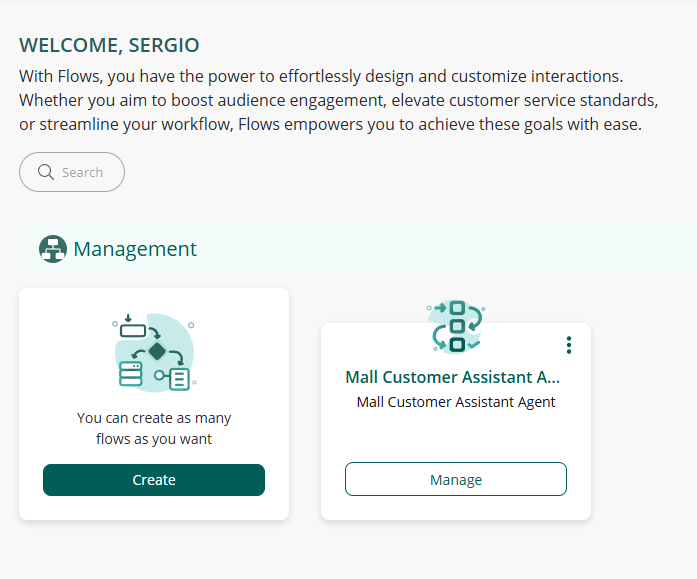 WELCOME, SERGIO
With Flows, you have the power to effortlessly design and customize interactions.
Whether you aim to boost audience engagement, elevate customer service standards,
or streamline your workflow, Flows empowers you to achieve these goals with ease.
Search
Management
You can create as many
flows as you want
Create
Mall Customer Assistant A...
Mall Customer Assistant Agent
Manage